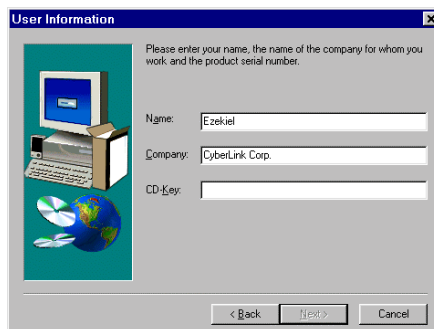 User Information
Please enter your name, the name of the company for whom you
work and the product serial number.
Name: Ezekiel
Company: CyberLink Corp.
CD-Key:
< Back Next > Cancel